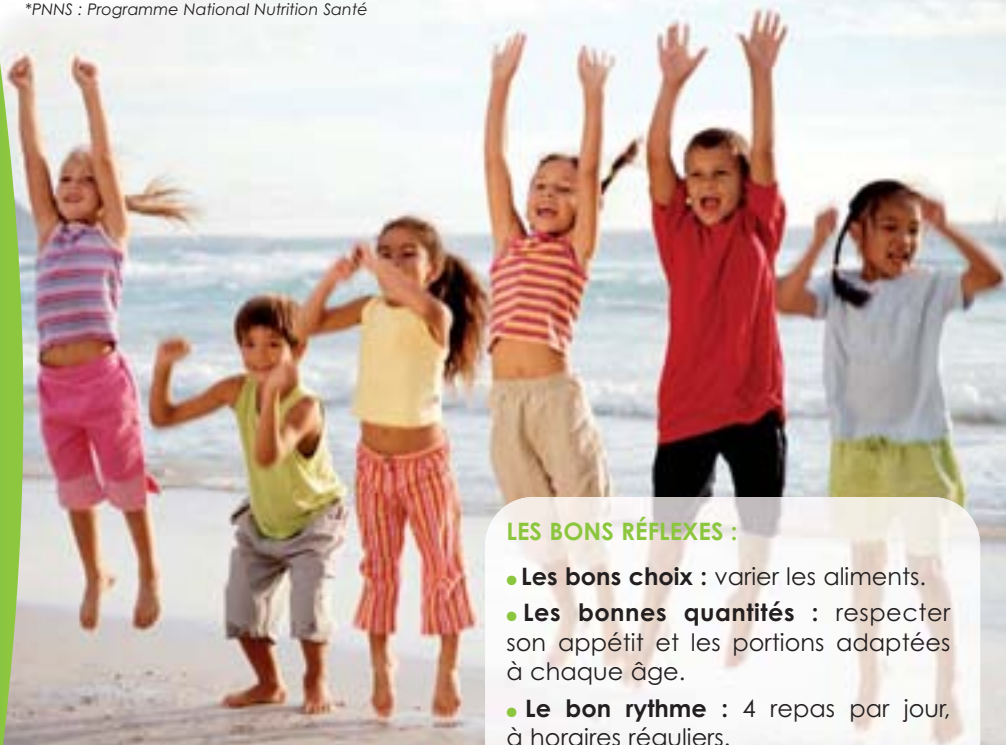 *PNNS : Programme National Nutrition Santé
LES BONS RÉFLEXES :
• Les bons choix : varier les aliments.
• Les bonnes quantités : respecter
son appétit et les portions adaptées
à chaque âge.
• Le bon rythme : 4 repas par jour,
à horaires réguliers.